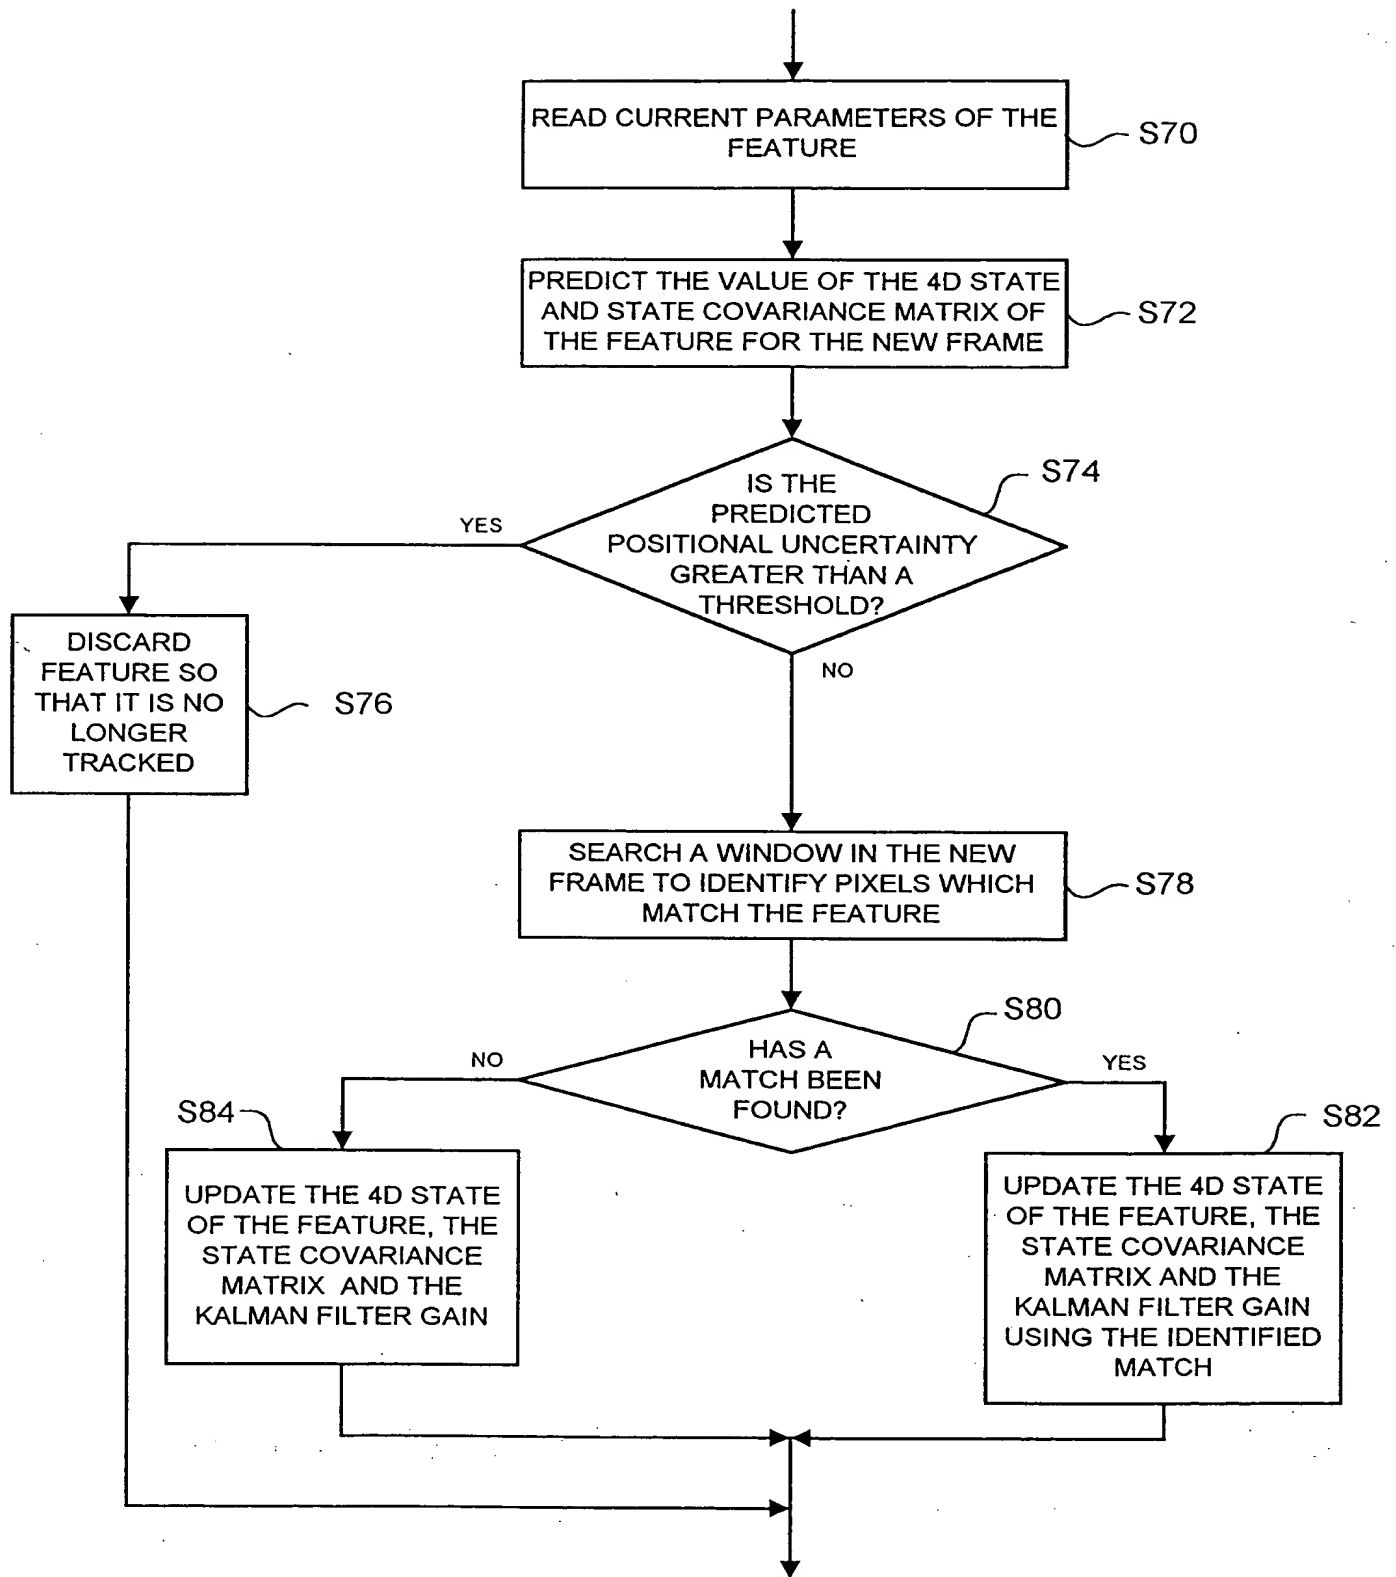 READ CURRENT PARAMETERS OF THE
FEATURE
S70
PREDICT THE VALUE OF THE 4D STATE
AND STATE COVARIANCE MATRIX OF
THE FEATURE FOR THE NEW FRAME
S72
IS THE
PREDICTED
POSITIONAL UNCERTAINTY
GREATER THAN A
THRESHOLD?
S74
YES
NO
DISCARD
FEATURE SO
THAT IT IS NO
LONGER
TRACKED
S76
SEARCH A WINDOW IN THE NEW
FRAME TO IDENTIFY PIXELS WHICH
MATCH THE FEATURE
S78
HAS A
MATCH BEEN
FOUND?
S80
NO
YES
S84
UPDATE THE 4D STATE
OF THE FEATURE, THE
STATE COVARIANCE
MATRIX AND THE
KALMAN FILTER GAIN
S82
UPDATE THE 4D STATE
OF THE FEATURE, THE
STATE COVARIANCE
MATRIX AND THE
KALMAN FILTER GAIN
USING THE IDENTIFIED
MATCH